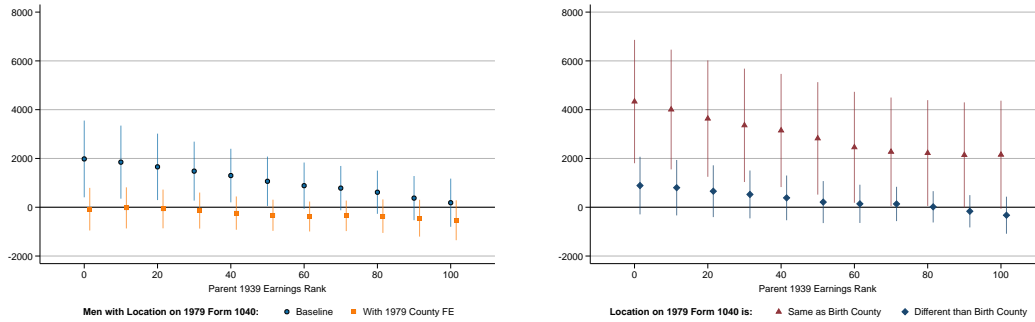 8000
6000
4000
2000
0
-2000
0 20 40 60 80 100
Parent 1939 Earnings Rank
Men with Location on 1979 Form 1040: Baseline With 1979 County FE
8000
6000
4000
2000
0
-2000
0 20 40 60 80 100
Parent 1939 Earnings Rank
Location on 1979 Form 1040 is: Same as Birth County Different than Birth County